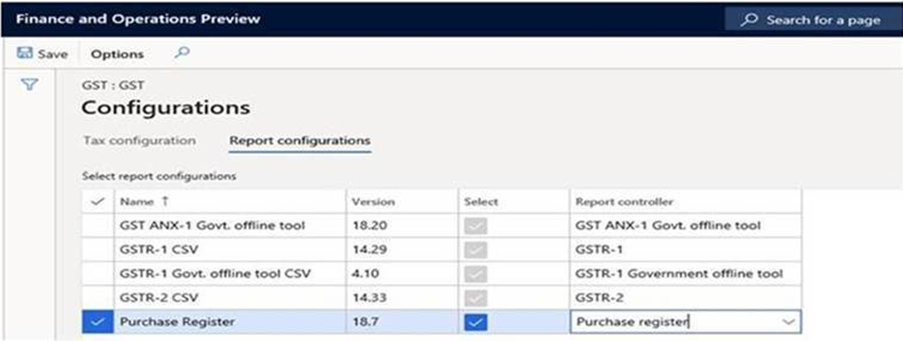 Finance and Operations Preview
Search for a page
Save Options
GST : GST
Configurations
Tax configuration Report configurations
Select report configurations
Name ↑ Version Select Report controller
GST ANX-1 Govt. offline tool 18.20 GST ANX-1 Govt. offline tool
GSTR-1 CSV 14.29 GSTR-1
GSTR-1 Govt. offline tool CSV 4.10 GSTR-1 Government offline tool
GSTR-2 CSV 14.33 GSTR-2
Purchase Register 18.7 Purchase register